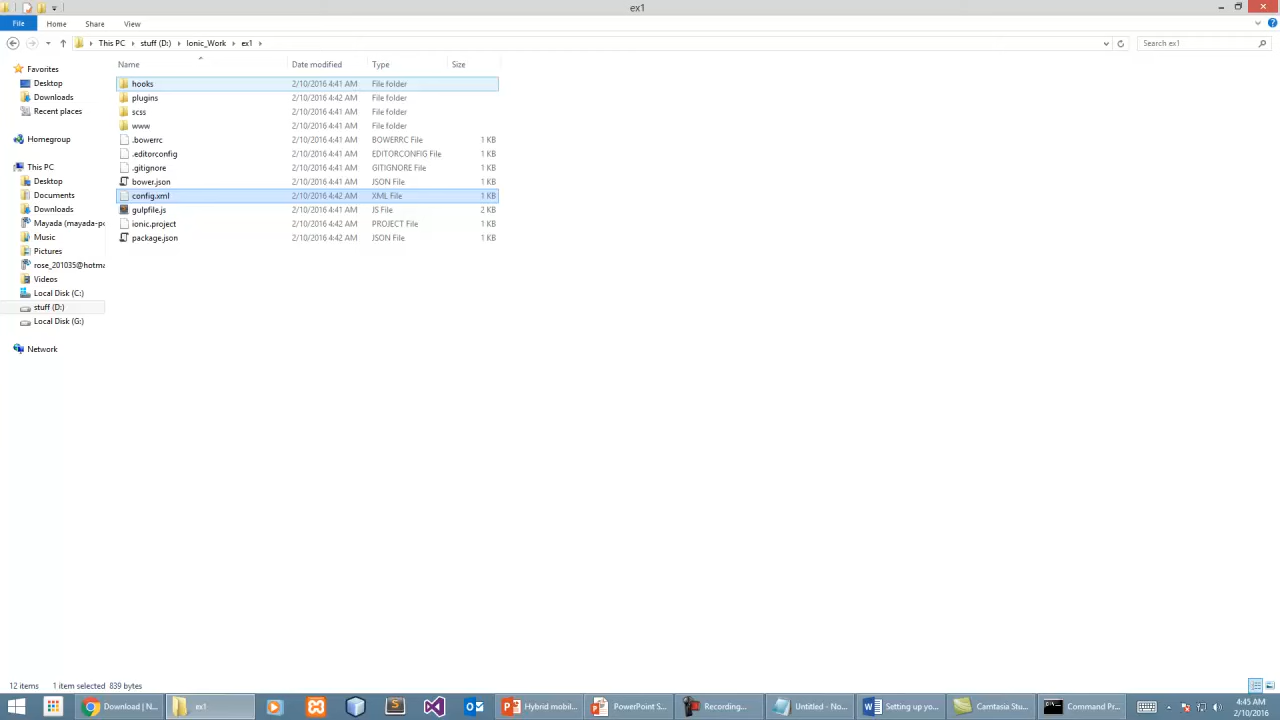 ex1
File Home Share View
This PC stuff (D:) Ionic_Work ex1 Search ex1
Name Date modified Type Size
Favorites
Desktop
Downloads
Recent places
Homegroup
This PC
Desktop
Documents
Downloads
Mayada (mayada-pc
Music
Pictures
rose_201035@hotma
Videos
Local Disk (C:)
stuff (D:)
Local Disk (G:)
Network
hooks 2/10/2016 4:41 AM File folder
plugins 2/10/2016 4:42 AM File folder
scss 2/10/2016 4:41 AM File folder
www 2/10/2016 4:41 AM File folder
.bowerrc 2/10/2016 4:41 AM BOWERRC File 1 KB
.editorconfig 2/10/2016 4:41 AM EDITORCONFIG File 1 KB
.gitignore 2/10/2016 4:41 AM GITIGNORE File 1 KB
bower.json 2/10/2016 4:41 AM JSON File 1 KB
config.xml 2/10/2016 4:42 AM XML File 1 KB
gulpfile.js 2/10/2016 4:41 AM JS File 2 KB
ionic.project 2/10/2016 4:42 AM PROJECT File 1 KB
package.json 2/10/2016 4:42 AM JSON File 1 KB
12 items 1 item selected 839 bytes
Download | N... ex1 Hybrid mobil... PowerPoint S... Recording... Untitled - No... Setting up yo... Camtasia Stu... Command Pr... 4:45 AM
2/10/2016